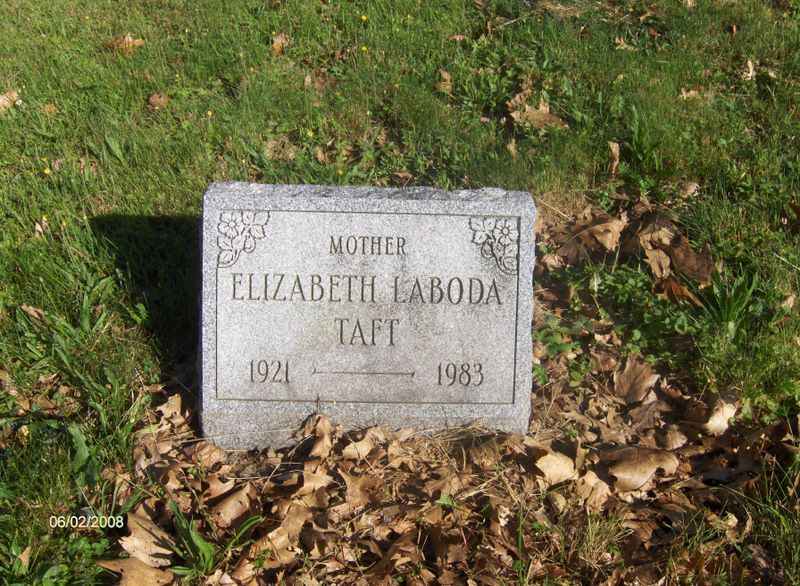 MOTHER
ELIZABETH LABODA
TAFT
1921 1983
06/02/2008